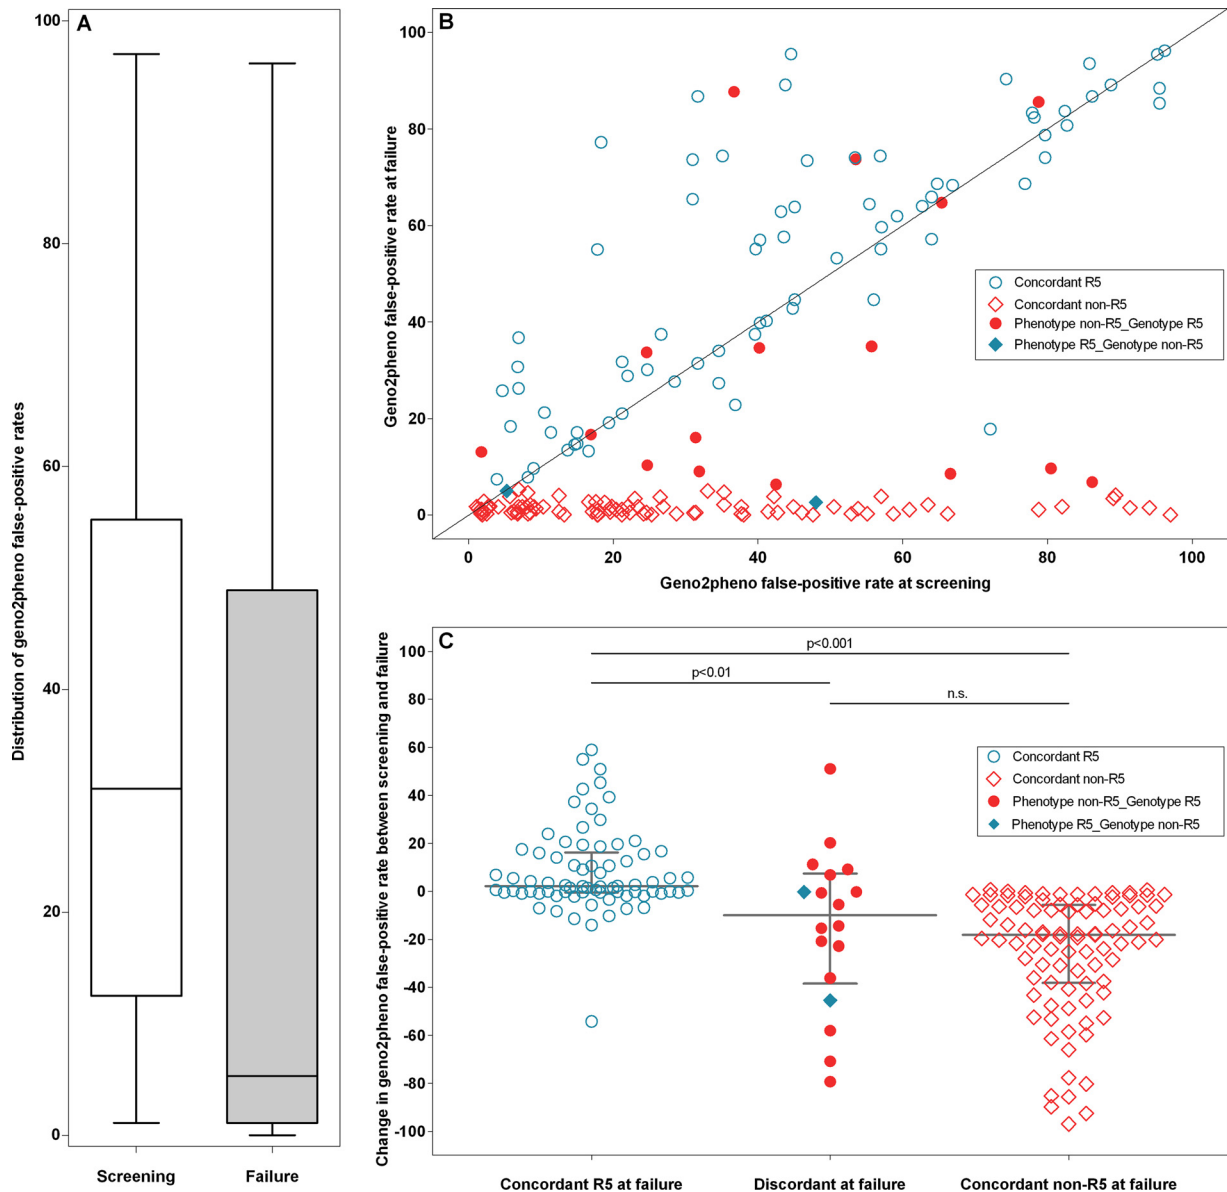 A
Distribution of geno2pheno false-positive rates
100
80
60
40
20
0
Screening
Failure
B
Geno2pheno false-positive rate at failure
100
80
60
40
20
0
0
20
40
60
80
100
Geno2pheno false-positive rate at screening
Concordant R5
Concordant non-R5
Phenotype non-R5_Genotype R5
Phenotype R5_Genotype non-R5
C
Change in geno2pheno false-positive rate between screening and failure
100
80
60
40
20
0
-20
-40
-60
-80
-100
p<0.001
p<0.01
n.s.
Concordant R5
Concordant non-R5
Phenotype non-R5_Genotype R5
Phenotype R5_Genotype non-R5
Concordant R5 at failure
Discordant at failure
Concordant non-R5 at failure